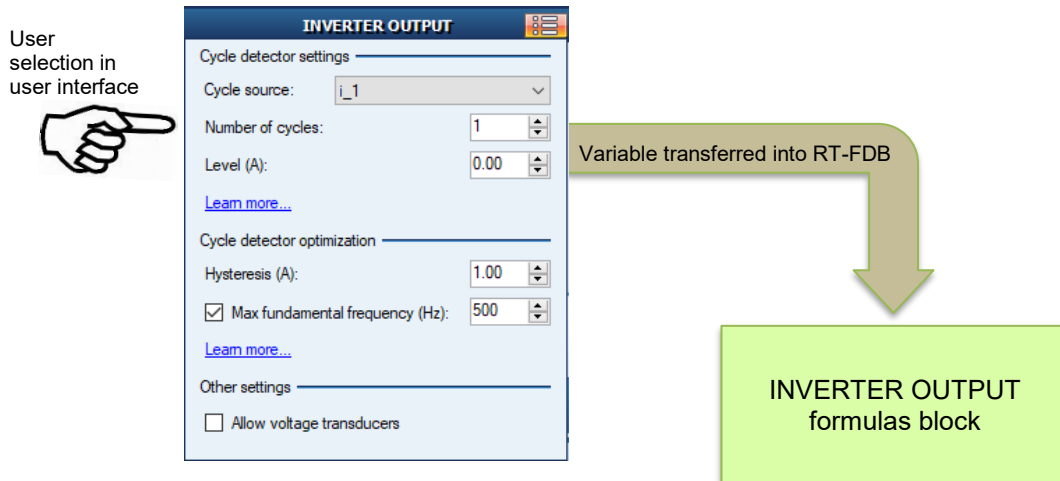 User
selection in
user interface
INVERTER OUTPUT
Cycle detector settings
Cycle source: i_1
Number of cycles: 1
Level (A): 0.00
Learn more...
Cycle detector optimization
Hysteresis (A): 1.00
Max fundamental frequency (Hz): 500
Learn more...
Other settings
Allow voltage transducers
Variable transferred into RT-FDB
INVERTER OUTPUT
formulas block